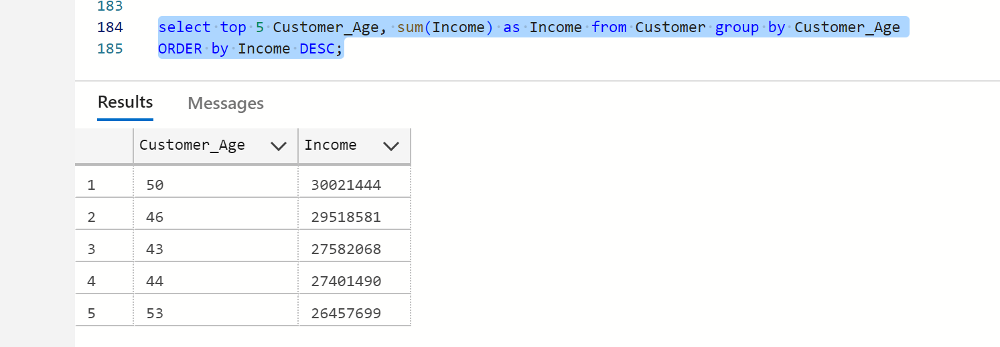 183
184 select top 5 Customer_Age, sum(Income) as Income from Customer group by Customer_Age
185 ORDER by Income DESC;
Results Messages
Customer_Age Income
1 50 30021444
2 46 29518581
3 43 27582068
4 44 27401490
5 53 26457699